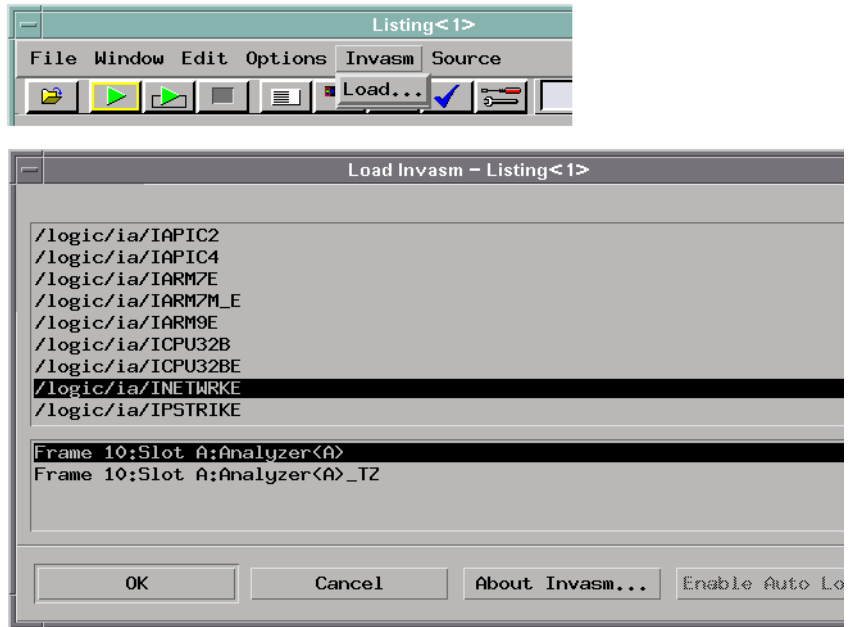 Listing<1>
File Window Edit Options Invasm Source
Load...
Load Invasm – Listing<1>
/logic/ia/IAPIC2
/logic/ia/IAPIC4
/logic/ia/IARM7E
/logic/ia/IARM7M_E
/logic/ia/IARM9E
/logic/ia/ICPU32B
/logic/ia/ICPU32BE
/logic/ia/INETWRKE
/logic/ia/IPSTRIKE
Frame 10:Slot A:Analyzer<A>
Frame 10:Slot A:Analyzer<A>_TZ
OK Cancel About Invasm... Enable Auto Lo